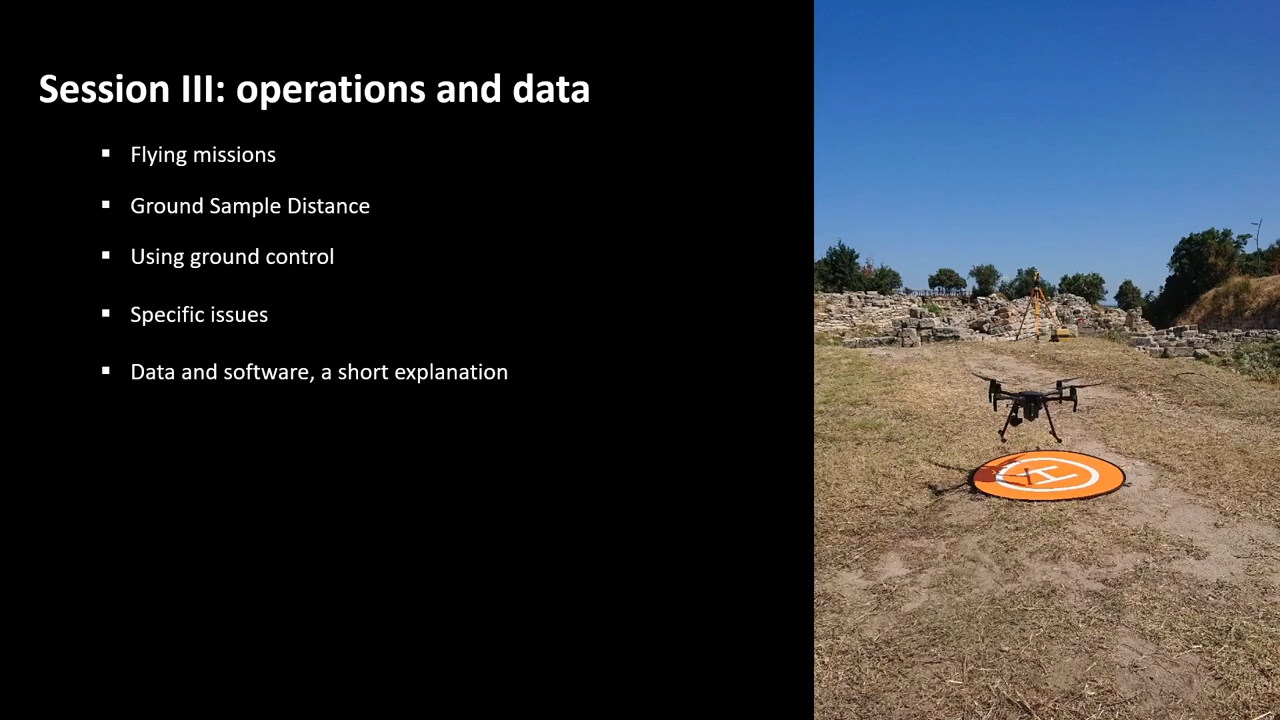 Session III: operations and data
▪ Flying missions
▪ Ground Sample Distance
▪ Using ground control
▪ Specific issues
▪ Data and software, a short explanation
H